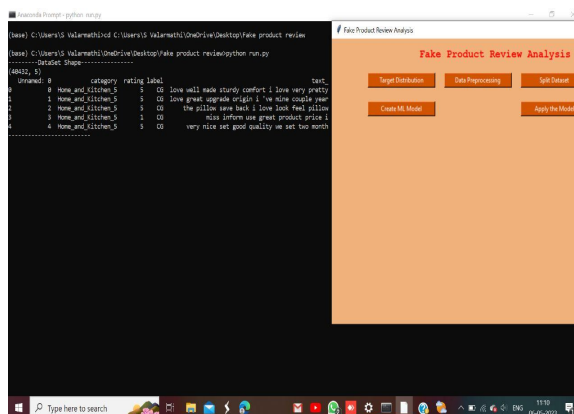 Anaconda Prompt - python run.py
(base) C:\Users\S Valarmathi>cd C:\Users\S Valarmathi\OneDrive\Desktop\Fake product review
(base) C:\Users\S Valarmathi\OneDrive\Desktop\Fake product review>python run.py
---------DataSet Shape----------------
(40432, 5)
Unnamed: 0 category rating label text_
0 0 Home_and_Kitchen_5 5 CG love well made sturdy comfort i love very pretty
1 1 Home_and_Kitchen_5 5 CG love great upgrade origin i 've mine couple year
2 2 Home_and_Kitchen_5 5 CG the pillow save back i love look feel pillow
3 3 Home_and_Kitchen_5 1 CG miss inform use great product price i
4 4 Home_and_Kitchen_5 5 CG very nice set good quality we set two month
------------------------
Fake Product Review Analysis
Fake Product Review Analysis
Target Distribution Data Preprocessing Split Dataset
Create ML Model Apply the Model
Type here to search
ENG 11:10
06-05-2023